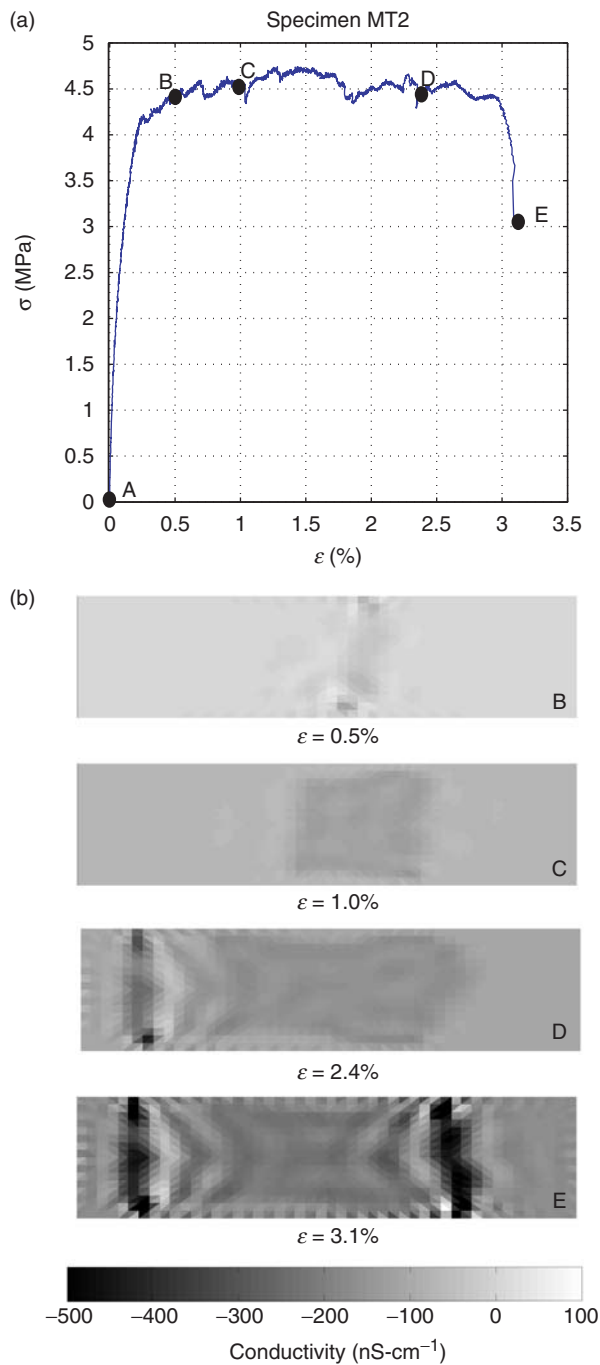 (a)
Specimen MT2
5
4.5
4
3.5
3
2.5
2
1.5
1
0.5
0
σ (MPa)
A
B
C
D
E
0 0.5 1 1.5 2 2.5 3 3.5
ε (%)
(b)
B
ε = 0.5%
C
ε = 1.0%
D
ε = 2.4%
E
ε = 3.1%
−500 −400 −300 −200 −100 0 100
Conductivity (nS-cm⁻¹)